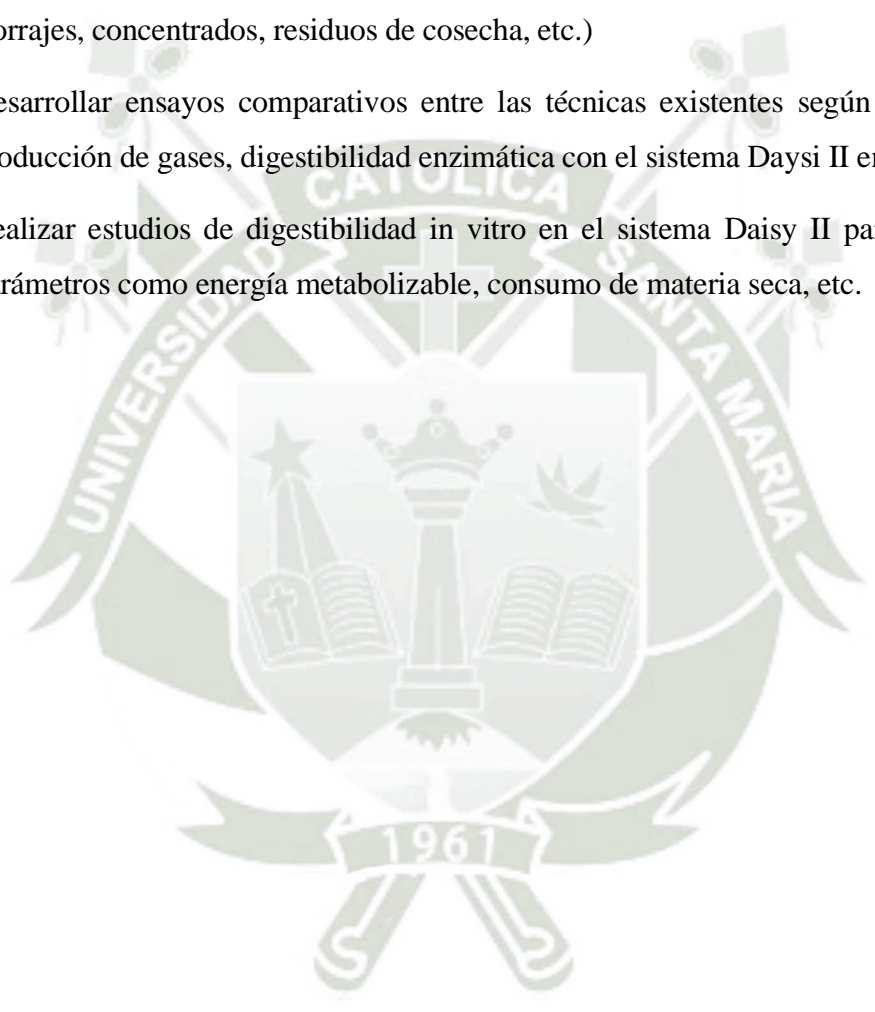 orrajes, concentrados, residuos de cosecha, etc.)
esarrollar ensayos comparativos entre las técnicas existentes según
oducción de gases, digestibilidad enzimática con el sistema Daysi II en
ealizar estudios de digestibilidad in vitro en el sistema Daisy II par
rámetros como energía metabolizable, consumo de materia seca, etc.
UNIVERSIDAD CATOLICA SANTA MARIA
1961